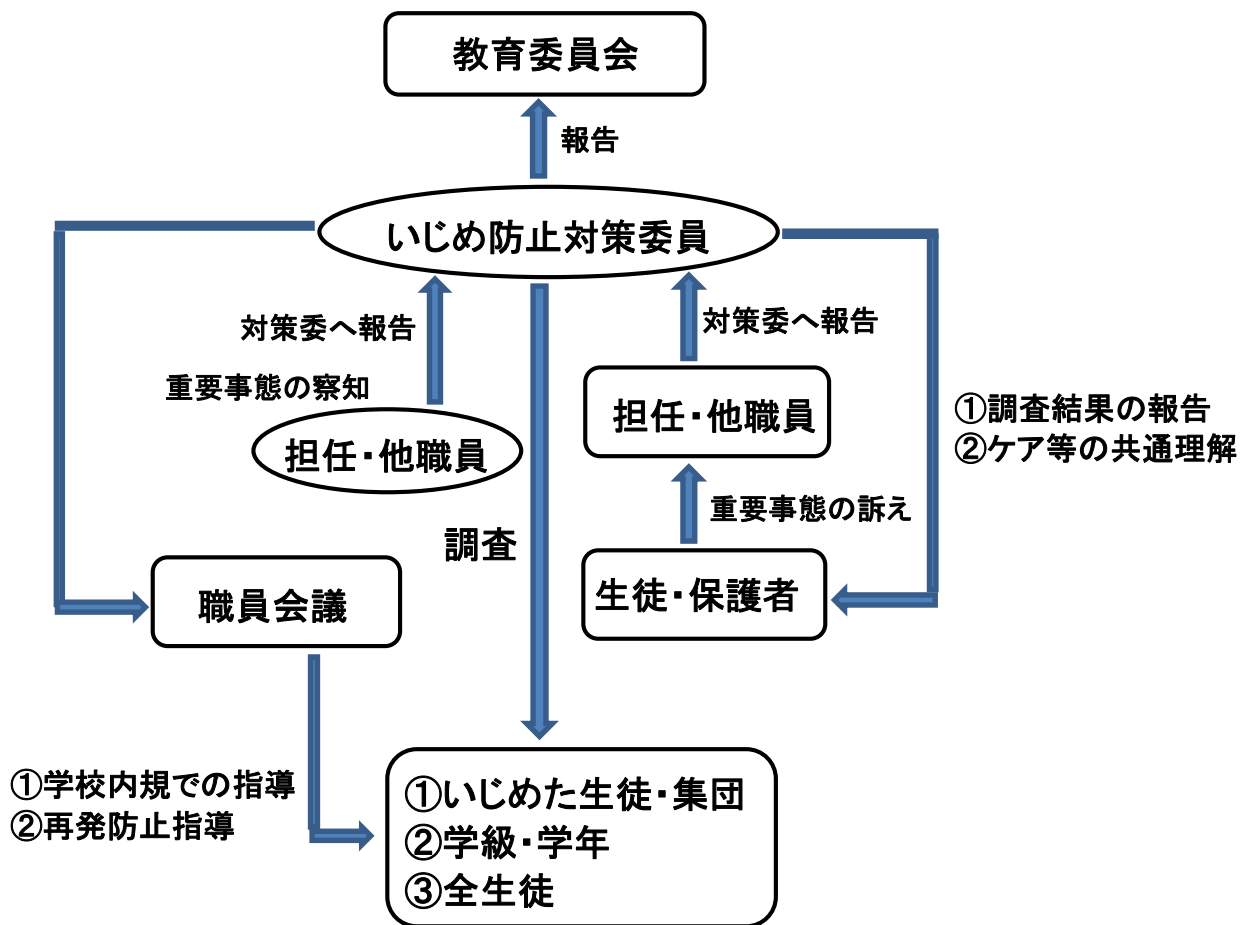 教育委員会
報告
いじめ防止対策委員
対策委へ報告
対策委へ報告
重要事態の察知
担任・他職員
担任・他職員
①調査結果の報告
②ケア等の共通理解
重要事態の訴え
調査
職員会議
生徒・保護者
①学校内規での指導
②再発防止指導
①いじめた生徒・集団
②学級・学年
③全生徒